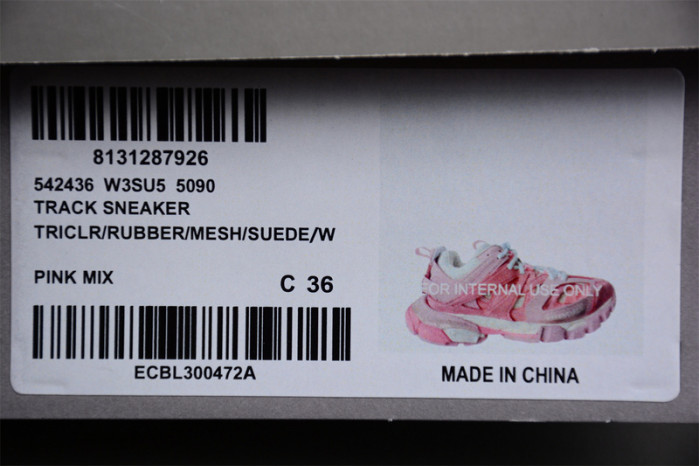 8131287926
542436 W3SU5 5090
TRACK SNEAKER
TRICLR/RUBBER/MESH/SUEDE/W
PINK MIX
C 36
FOR INTERNAL USE ONLY
ECBL300472A
MADE IN CHINA